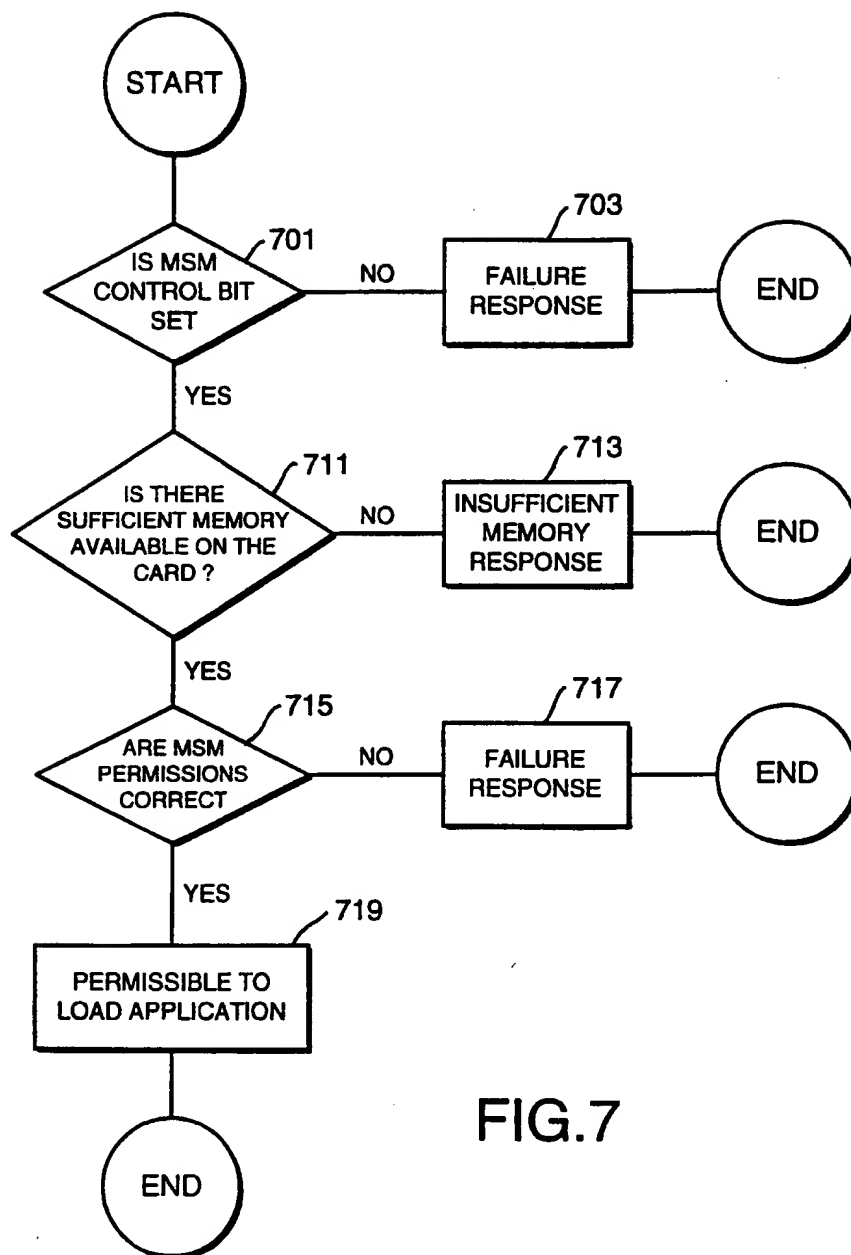 START
701
IS MSM
CONTROL BIT
SET
NO
703
FAILURE
RESPONSE
END
YES
711
IS THERE
SUFFICIENT MEMORY
AVAILABLE ON THE
CARD ?
NO
713
INSUFFICIENT
MEMORY
RESPONSE
END
YES
715
ARE MSM
PERMISSIONS
CORRECT
NO
717
FAILURE
RESPONSE
END
YES
719
PERMISSIBLE TO
LOAD APPLICATION
END
FIG.7